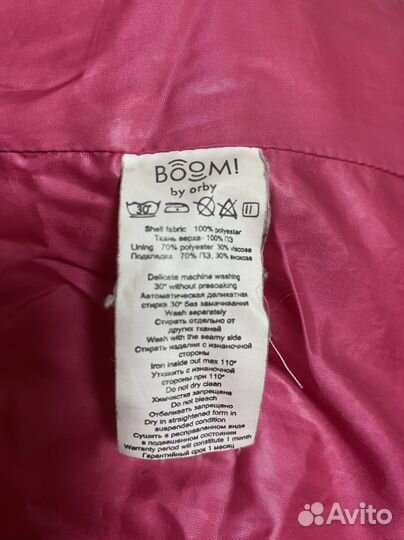 BOOM!
by orby
30°
Shell fabric 100% polyester
Ткань верха- 100% ПЭ
Lining: 70% polyester 30% viscose
Подкладка: 70% ПЭ, 30% вискоза
Delicate machine washing
30° without presoaking
Автоматическая деликатная
стирка 30° без замачивания
Wash separately
Стирать отдельно от
других тканей
Wash with the seamy side
Стирать изделия с изнаночной
стороны
Iron inside out max 110°
Утюжить с изнаночной
стороны при 110°
Do not dry clean
Химчистка запрещена
Do not bleach
Отбеливать запрещено
Dry in straightened form in
suspended condition
Сушить в расправленном виде
в подвешенном состоянии
Warranty period will constitute 1 month
Гарантийный срок 1 месяц
Avito